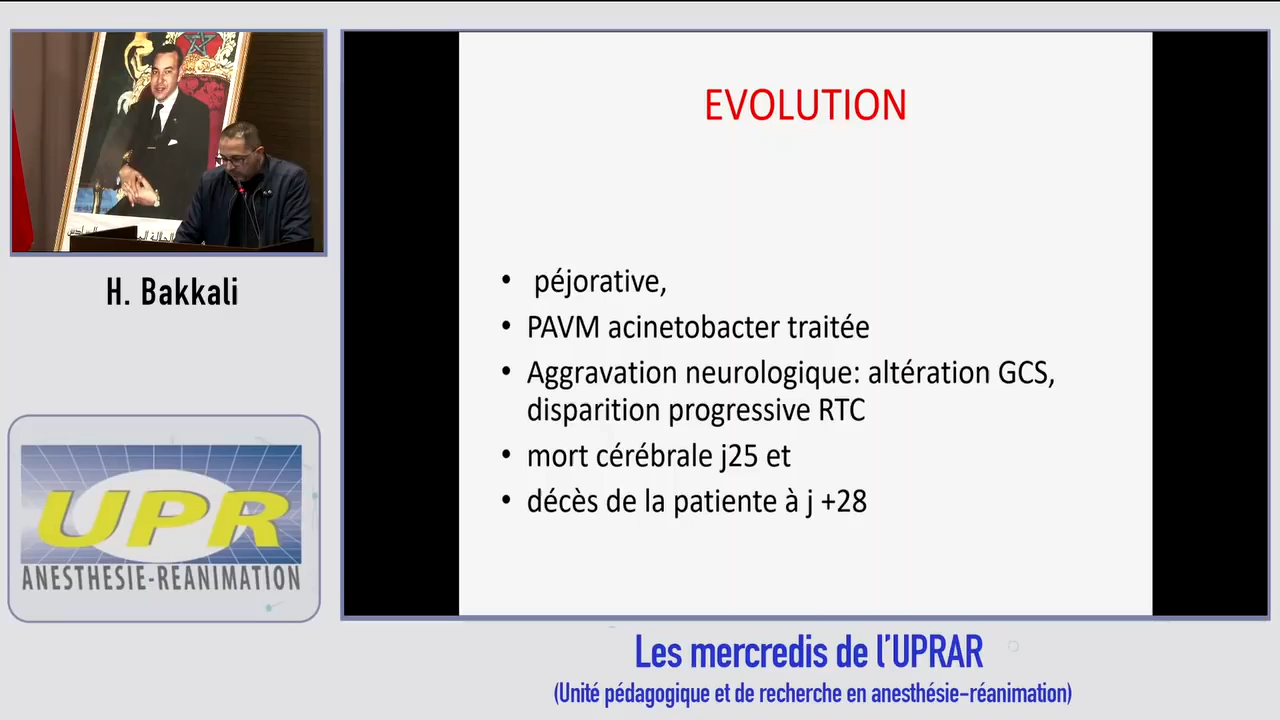 EVOLUTION
• péjorative,
• PAVM acinetobacter traitée
• Aggravation neurologique: altération GCS,
disparition progressive RTC
• mort cérébrale j25 et
• décès de la patiente à j +28
H. Bakkali
UPR
ANESTHESIE-REANIMATION
Les mercredis de l'UPRAR
(Unité pédagogique et de recherche en anesthésie-réanimation)